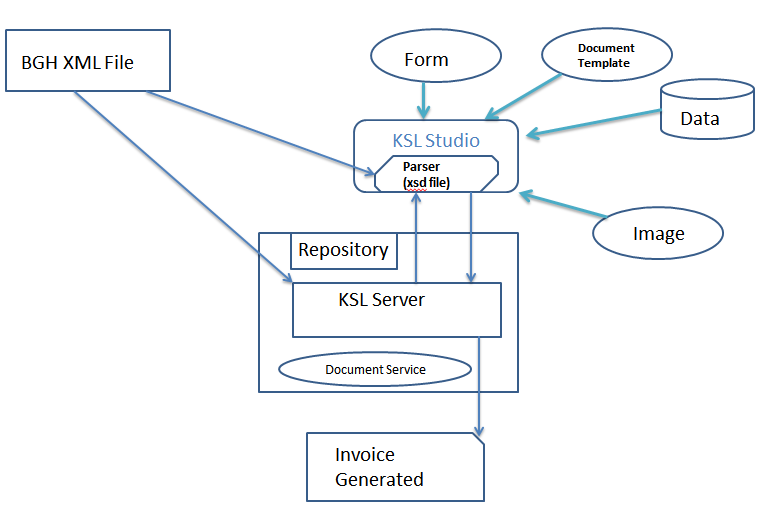 BGH XML File
Form
Document
Template
Data
KSL Studio
Parser
(xsd file)
Image
Repository
KSL Server
Document Service
Invoice
Generated